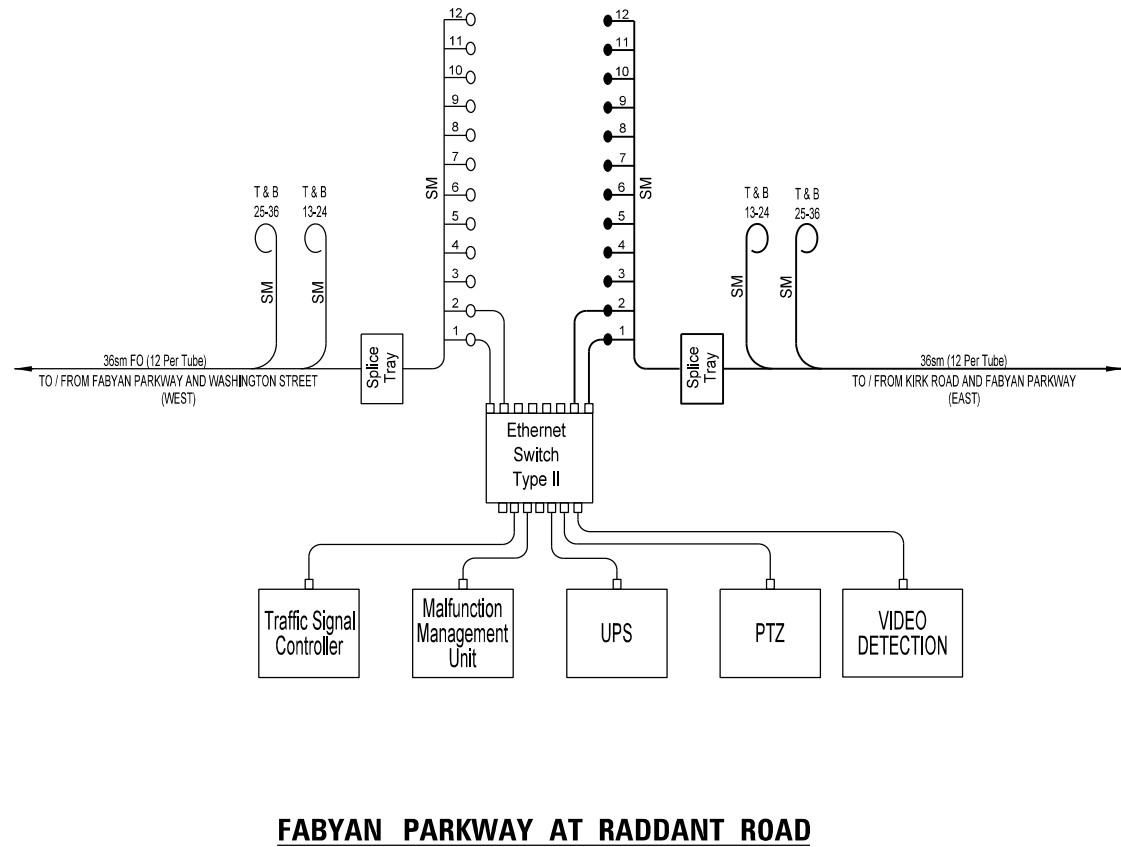 12
11
10
9
8
7
6
5
4
3
2
1
SM
12
11
10
9
8
7
6
5
4
3
2
1
SM
T & B
25-36
SM
T & B
13-24
SM
T & B
13-24
SM
T & B
25-36
SM
36sm FO (12 Per Tube)
TO / FROM FABYAN PARKWAY AND WASHINGTON STREET
(WEST)
Splice
Tray
Splice
Tray
36sm (12 Per Tube)
TO / FROM KIRK ROAD AND FABYAN PARKWAY
(EAST)
Ethernet
Switch
Type II
Traffic Signal
Controller
Malfunction
Management
Unit
UPS
PTZ
VIDEO
DETECTION
FABYAN PARKWAY AT RADDANT ROAD